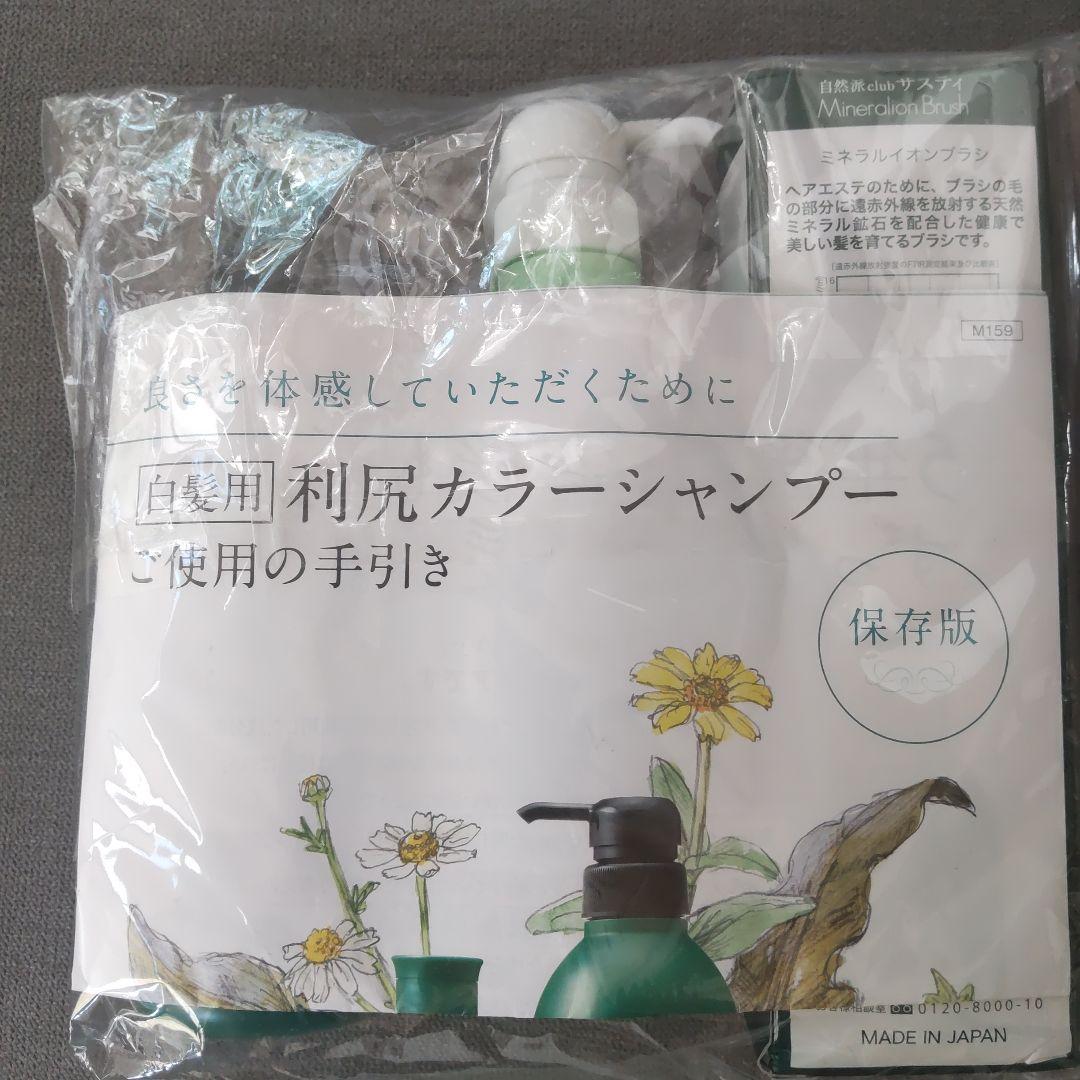 自然派clubサスティ
Mineralion Brush
ミネラルイオンブラシ
ヘアエステのために、ブラシの毛
の部分に遠赤外線を放射する天然
ミネラル鉱石を配合した健康で
美しい髪を育てるブラシです。
M159
良さを体感していただくために
白髪用 利尻カラーシャンプー
ご使用の手引き
保存版
お客様相談室 0120-8000-10
MADE IN JAPAN